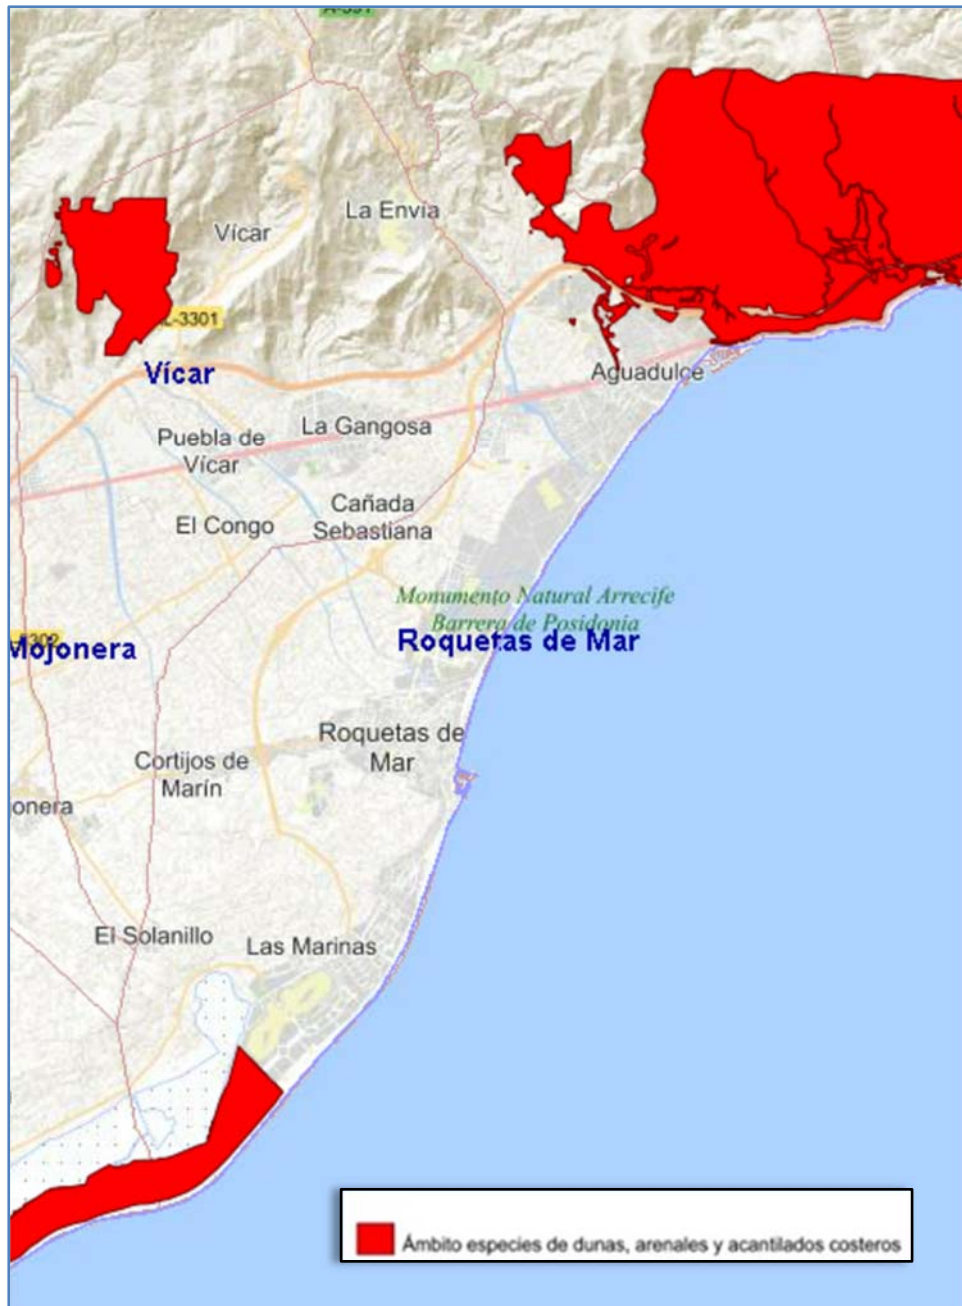 A-391
La Envía
Vícar
AL-3301
Vícar
Aguadulce
La Gangosa
Puebla de
Vícar
Cañada
Sebastiana
El Congo
Monumento Natural Arrecife
Barrera de Posidonia
Roquetas de Mar
Mojonera
Roquetas de
Mar
Cortijos de
Marín
onera
El Solanillo
Las Marinas
Ámbito especies de dunas, arenales y acantilados costeros